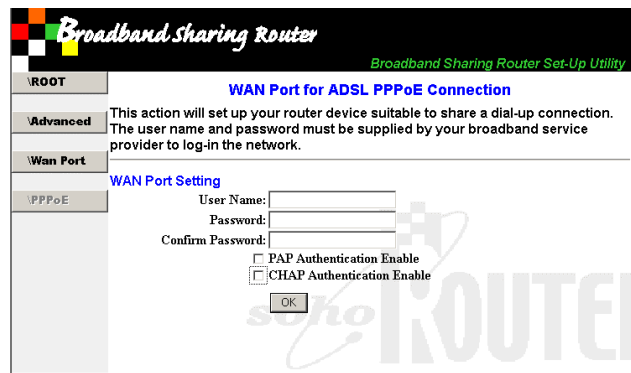 Broadband Sharing Router
Broadband Sharing Router Set-Up Utility
\ROOT
\Advanced
\Wan Port
\PPPoE
WAN Port for ADSL PPPoE Connection
This action will set up your router device suitable to share a dial-up connection.
The user name and password must be supplied by your broadband service
provider to log-in the network.
WAN Port Setting
User Name:
Password:
Confirm Password:
PAP Authentication Enable
CHAP Authentication Enable
OK
soho ROUTER